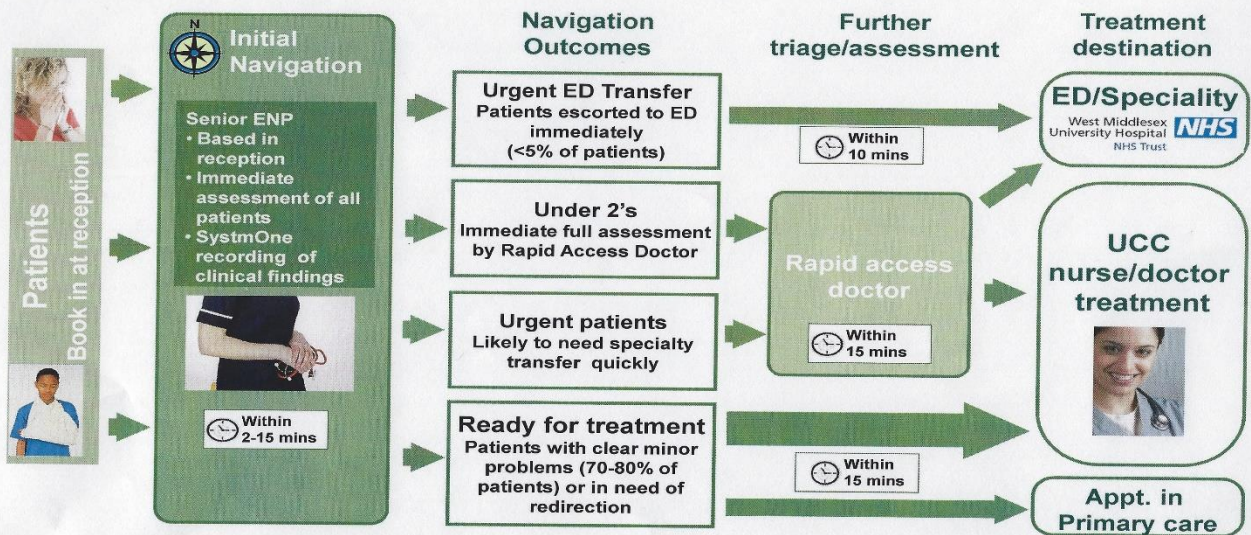 Patients
Book in at reception
N
Initial
Navigation
Senior ENP
• Based in
reception
• Immediate
assessment of all
patients
• SystmOne
recording of
clinical findings
Within
2-15 mins
Navigation
Outcomes
Urgent ED Transfer
Patients escorted to ED
immediately
(<5% of patients)
Under 2's
Immediate full assessment
by Rapid Access Doctor
Urgent patients
Likely to need specialty
transfer quickly
Ready for treatment
Patients with clear minor
problems (70-80% of
patients) or in need of
redirection
Further
triage/assessment
Within
10 mins
Rapid access
doctor
Within
15 mins
Within
15 mins
Treatment
destination
ED/Speciality
West Middlesex
University Hospital
NHS
NHS Trust
UCC
nurse/doctor
treatment
Appt. in
Primary care